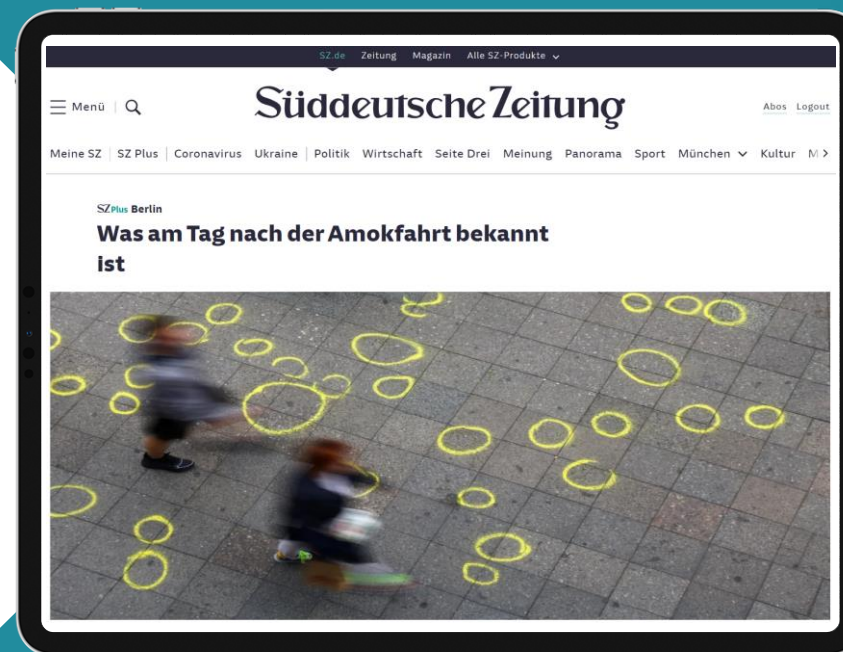 SZ.de Zeitung Magazin Alle SZ-Produkte
Menü
Süddeutsche Zeitung
Abos Logout
Meine SZ SZ Plus Coronavirus Ukraine Politik Wirtschaft Seite Drei Meinung Panorama Sport München Kultur M
SZ Plus Berlin
Was am Tag nach der Amokfahrt bekannt
ist